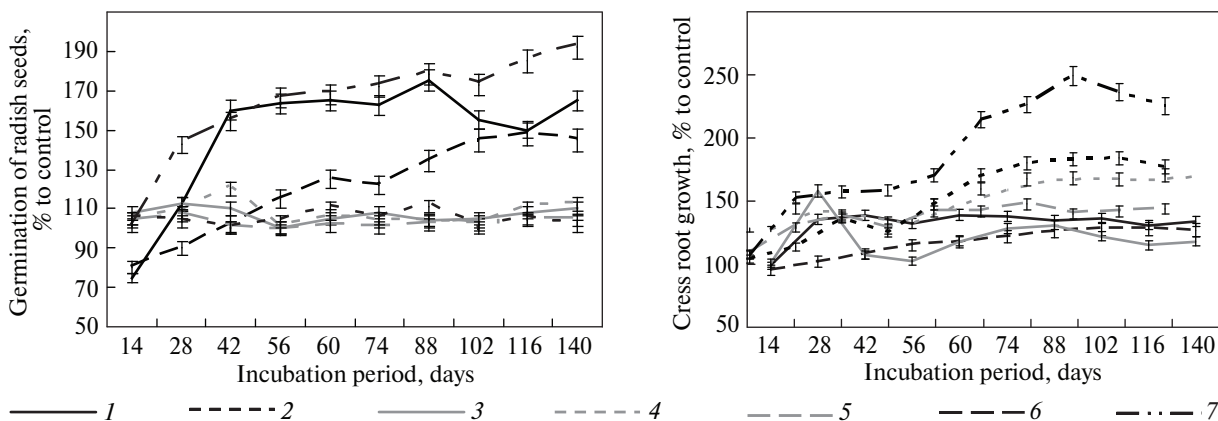 Germination of radish seeds,
% to control
190
170
150
130
110
90
70
50
14 28 42 56 60 74 88 102 116 140
Incubation period, days
Cress root growth, % to control
250
200
150
100
50
14 28 42 56 60 74 88 102 116 140
Incubation period, days
1 2 3 4 5 6 7